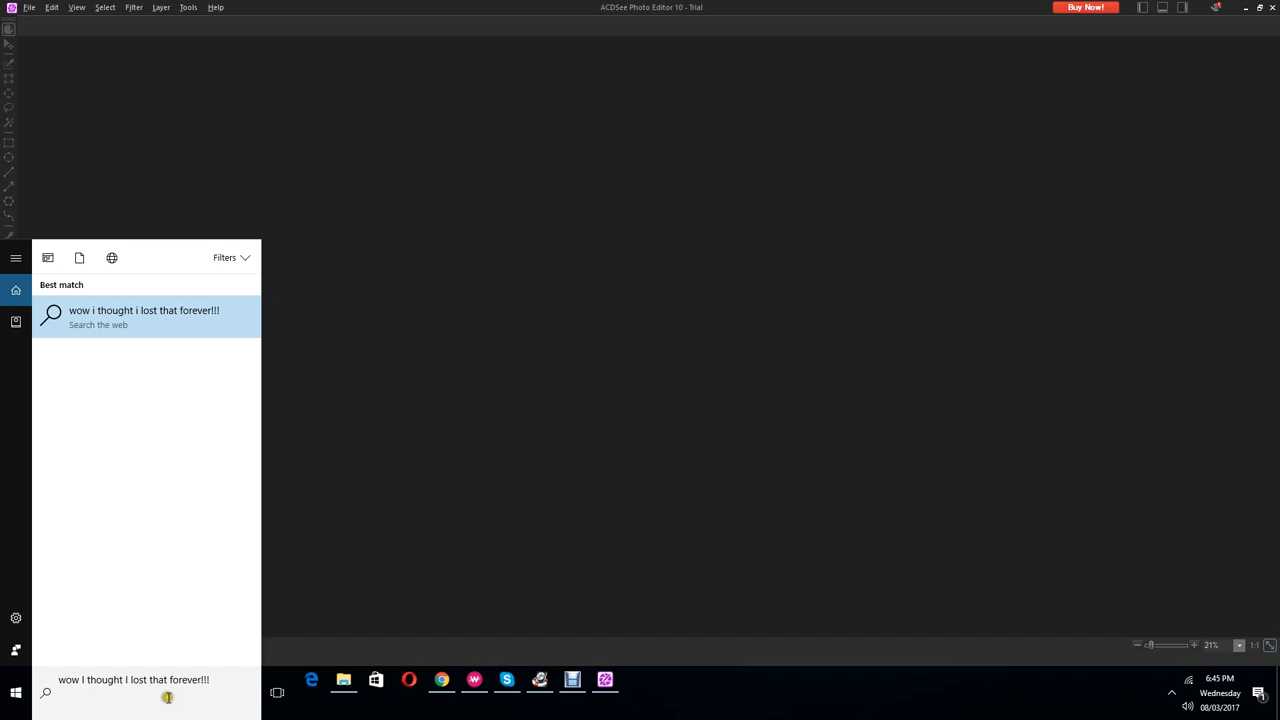 File Edit View Select Filter Layer Tools Help
ACDSee Photo Editor 10 - Trial
Buy Now!
Filters
Best match
wow i thought i lost that forever!!!
Search the web
21%
1:1
wow I thought I lost that forever!!!
6:45 PM
Wednesday
08/03/2017